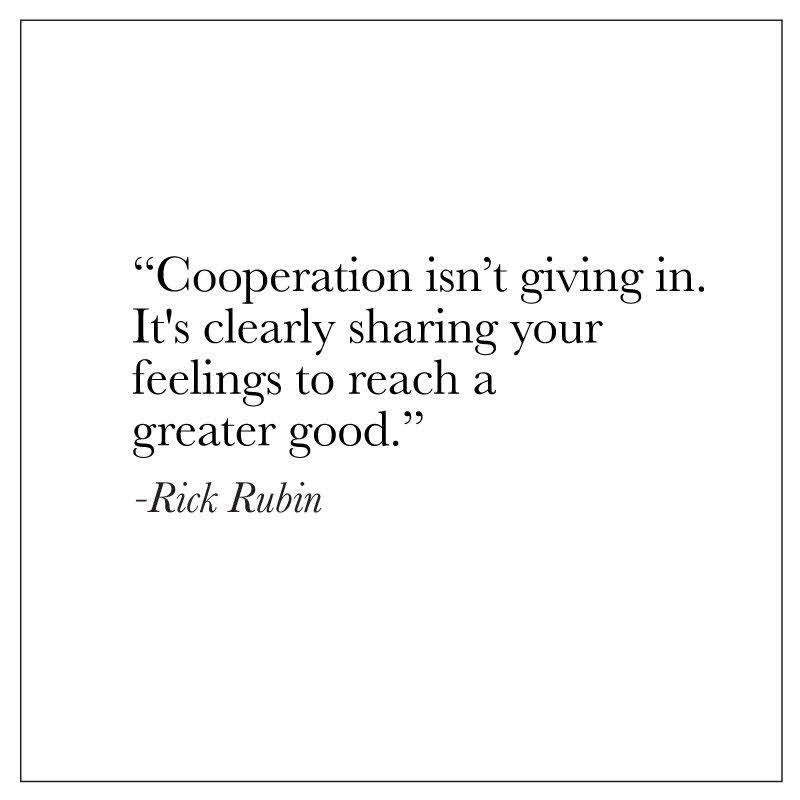 “Cooperation isn’t giving in.
It's clearly sharing your
feelings to reach a
greater good.”
-Rick Rubin